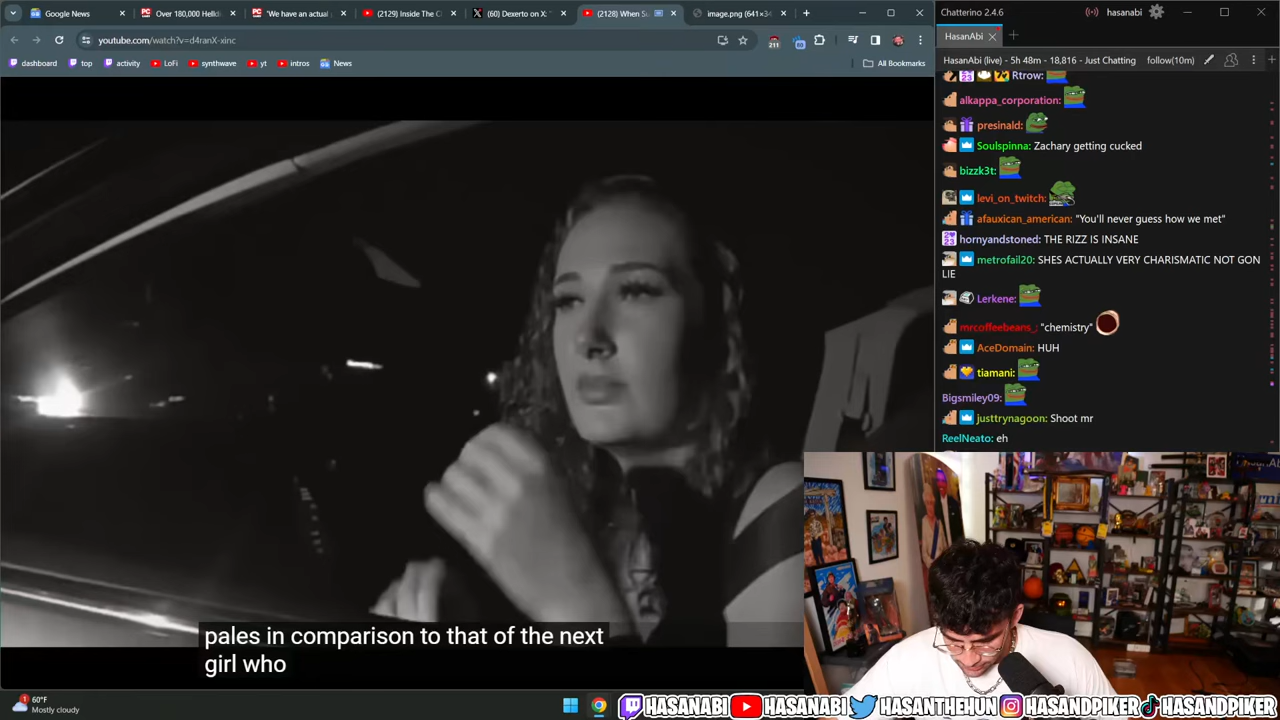 Google News
Over 180,000 Helldi
"We have an actual g
(2129) Inside The C
(60) Dexerto on X: "
(2128) When Su
image.png (641×34
youtube.com/watch?v=d4ranX-xinc
211
dashboard
top
activity
LoFi
synthwave
yt
intros
News
All Bookmarks
Chatterino 2.4.6
hasanabi
HasanAbi
HasanAbi (live) - 5h 48m - 18,816 - Just Chatting
follow(10m)
Rtrow:
alkappa_corporation:
presinald:
Soulspinna: Zachary getting cucked
bizzk3t:
levi_on_twitch:
afauxican_american: "You'll never guess how we met"
hornyandstoned: THE RIZZ IS INSANE
metrofail20: SHES ACTUALLY VERY CHARISMATIC NOT GON
LIE
Lerkene:
mrcoffeebeans_: "chemistry"
AceDomain: HUH
tiamani:
Bigsmiley09:
justtrynagoon: Shoot mr
ReelNeato: eh
pales in comparison to that of the next
girl who
60°F
Mostly cloudy
HASANABI
HASANABI
HASANTHEHUN
HASANDPIKER
HASANDPIKER